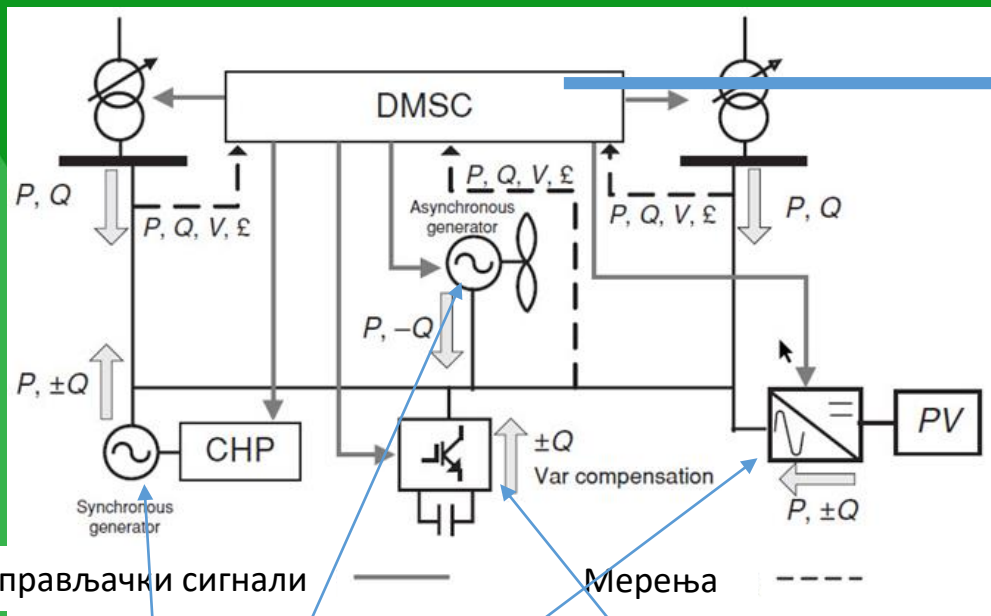 DMSC
P, Q
P, Q, V, £
P, Q, V, £
Asynchronous
generator
P, Q, V, £
P, Q
P, –Q
P, ±Q
CHP
±Q
Var compensation
PV
Synchronous
generator
P, ±Q
прављачки сигнали
Мерења